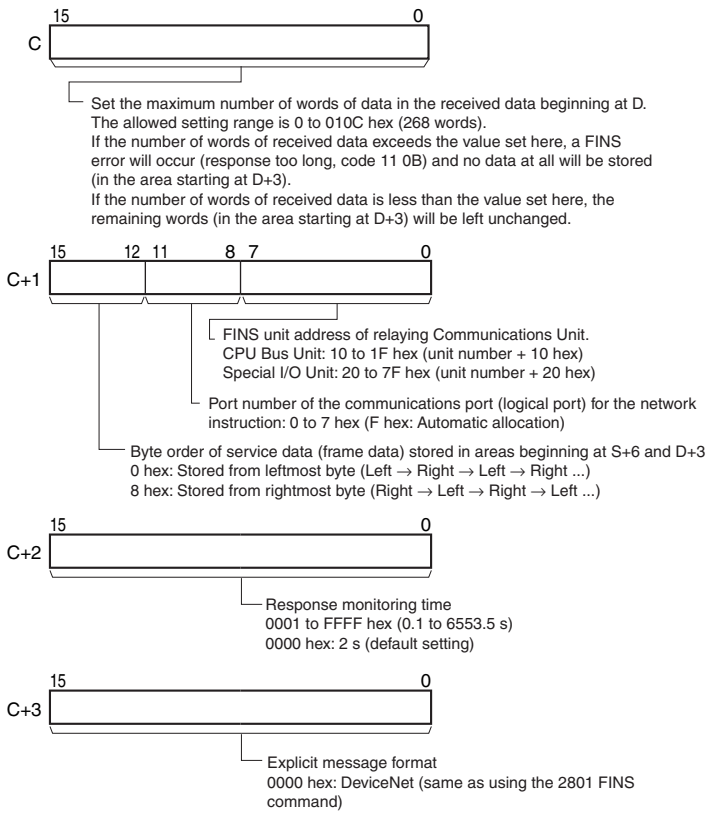 15 0
C
Set the maximum number of words of data in the received data beginning at D.
The allowed setting range is 0 to 010C hex (268 words).
If the number of words of received data exceeds the value set here, a FINS
error will occur (response too long, code 11 0B) and no data at all will be stored
(in the area starting at D+3).
If the number of words of received data is less than the value set here, the
remaining words (in the area starting at D+3) will be left unchanged.
15 12 11 8 7 0
C+1
FINS unit address of relaying Communications Unit.
CPU Bus Unit: 10 to 1F hex (unit number + 10 hex)
Special I/O Unit: 20 to 7F hex (unit number + 20 hex)
Port number of the communications port (logical port) for the network
instruction: 0 to 7 hex (F hex: Automatic allocation)
Byte order of service data (frame data) stored in areas beginning at S+6 and D+3
0 hex: Stored from leftmost byte (Left → Right → Left → Right ...)
8 hex: Stored from rightmost byte (Right → Left → Right → Left ...)
15 0
C+2
Response monitoring time
0001 to FFFF hex (0.1 to 6553.5 s)
0000 hex: 2 s (default setting)
15 0
C+3
Explicit message format
0000 hex: DeviceNet (same as using the 2801 FINS
command)